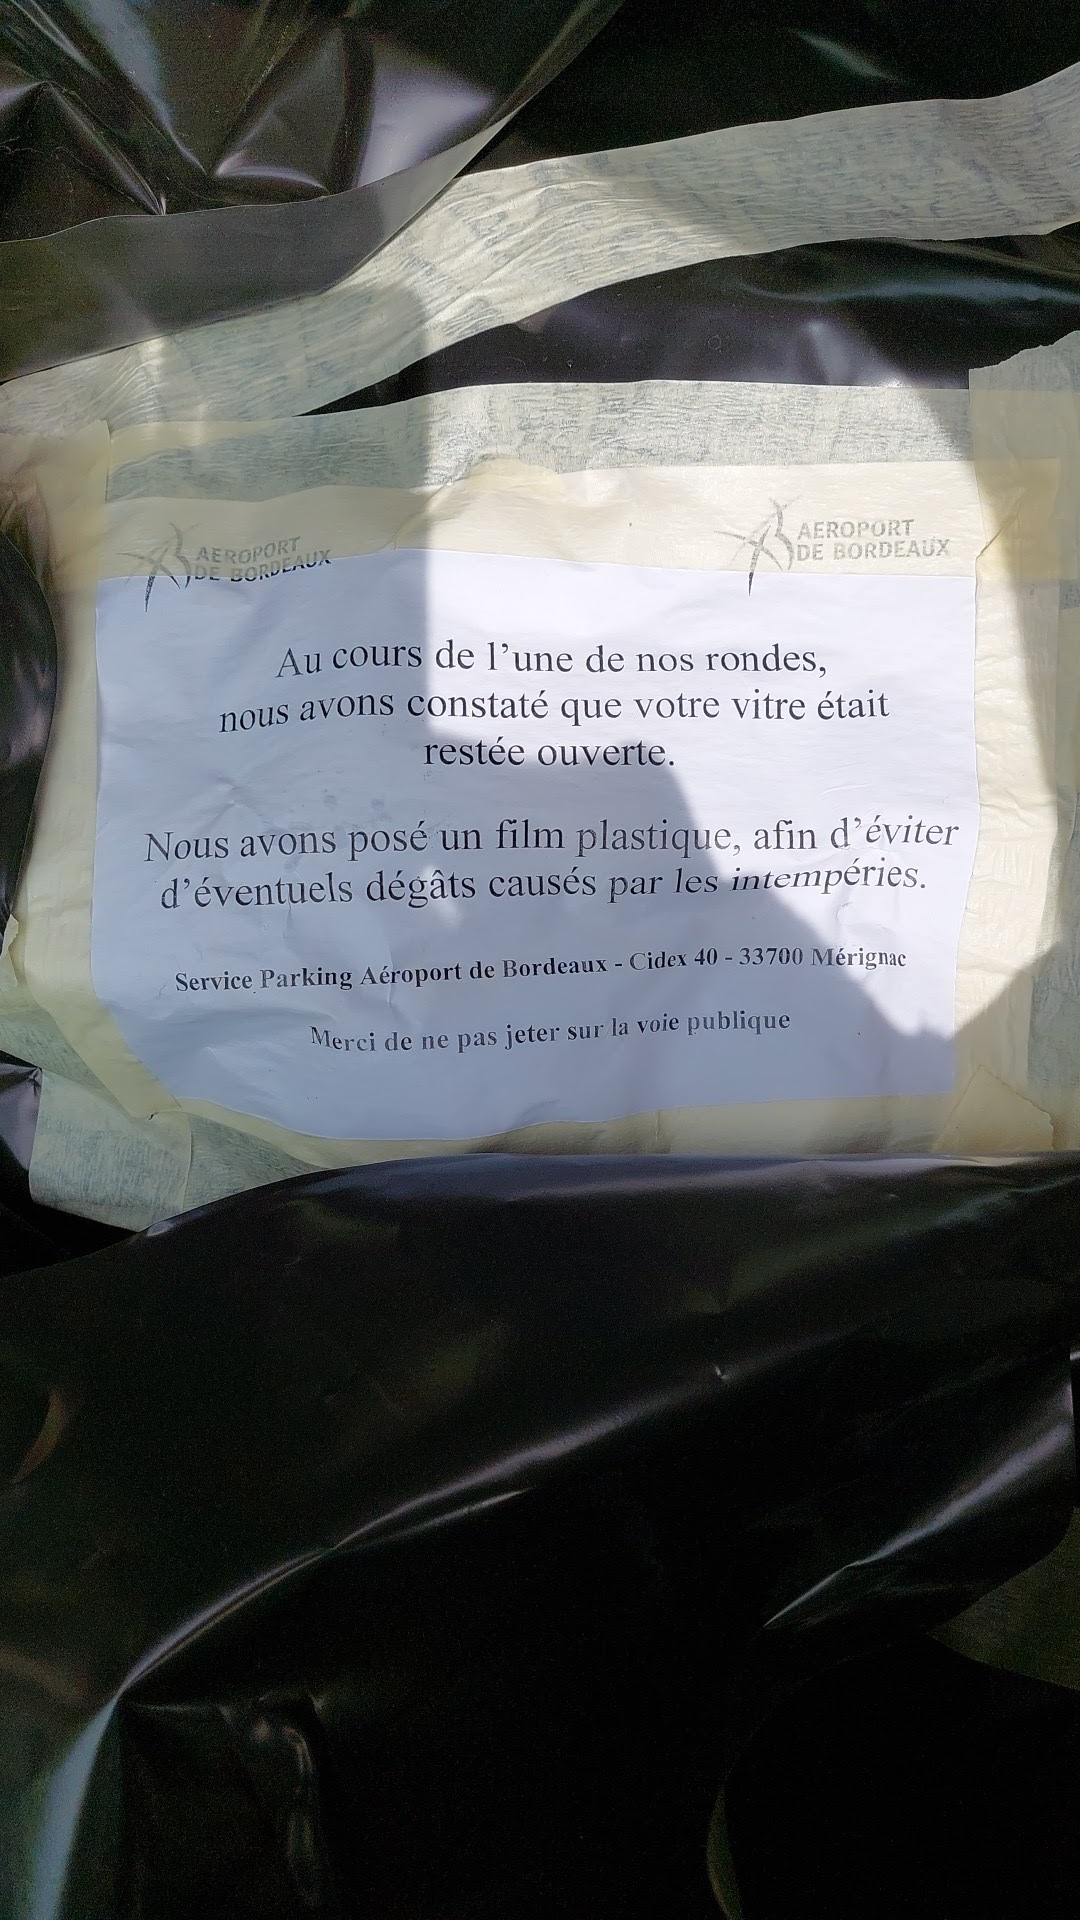 AEROPORT
DE BORDEAUX
AEROPORT
DE BORDEAUX
Au cours de l'une de nos rondes,
nous avons constaté que votre vitre était
restée ouverte.
Nous avons posé un film plastique, afin d'éviter
d'éventuels dégâts causés par les intempéries.
Service Parking Aéroport de Bordeaux - Cidex 40 - 33700 Mérignac
Merci de ne pas jeter sur la voie publique